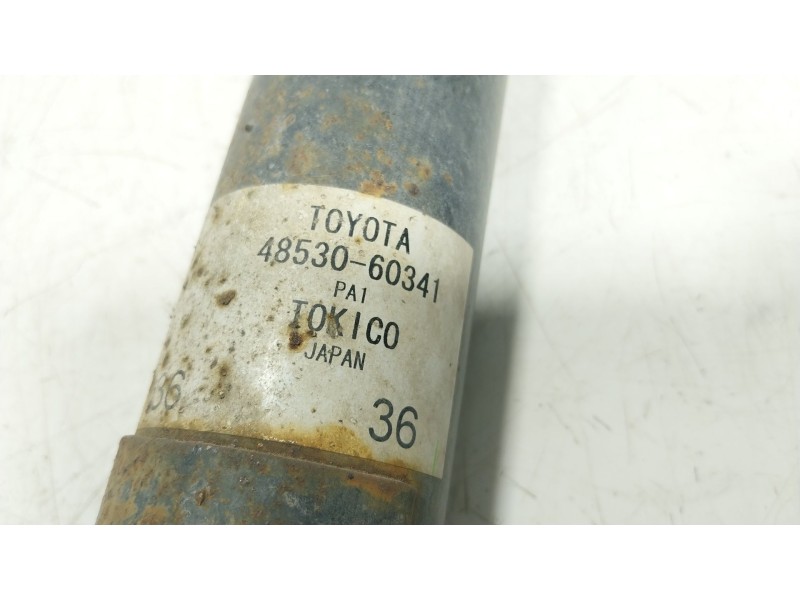 TOYOTA
48530-60341
PA1
TOKICO
JAPAN
36
36